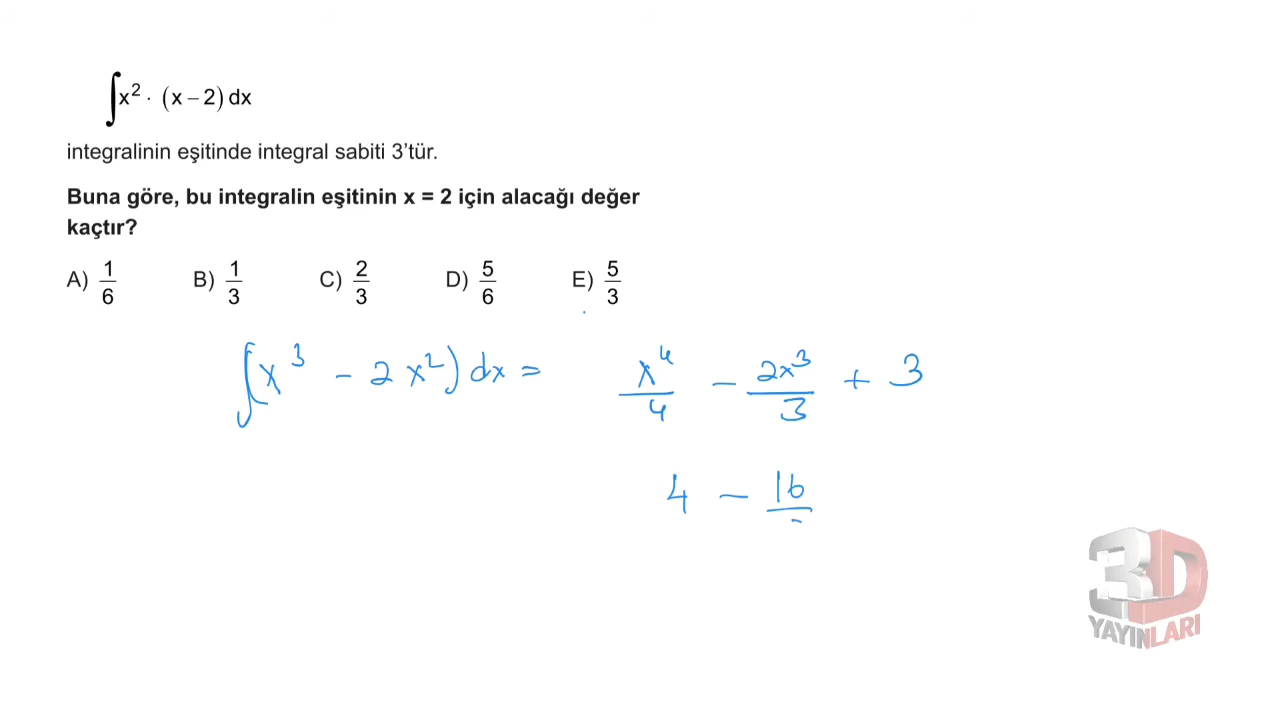 ∫x² · (x – 2) dx
integralinin eşitinde integral sabiti 3'tür.
Buna göre, bu integralin eşitinin x = 2 için alacağı değer
kaçtır?
A) 1/6 B) 1/3 C) 2/3 D) 5/6 E) 5/3
∫(x³ - 2x²) dx = x⁴/4 - 2x³/3 + 3
4 - 16/
3D
YAYINLARI